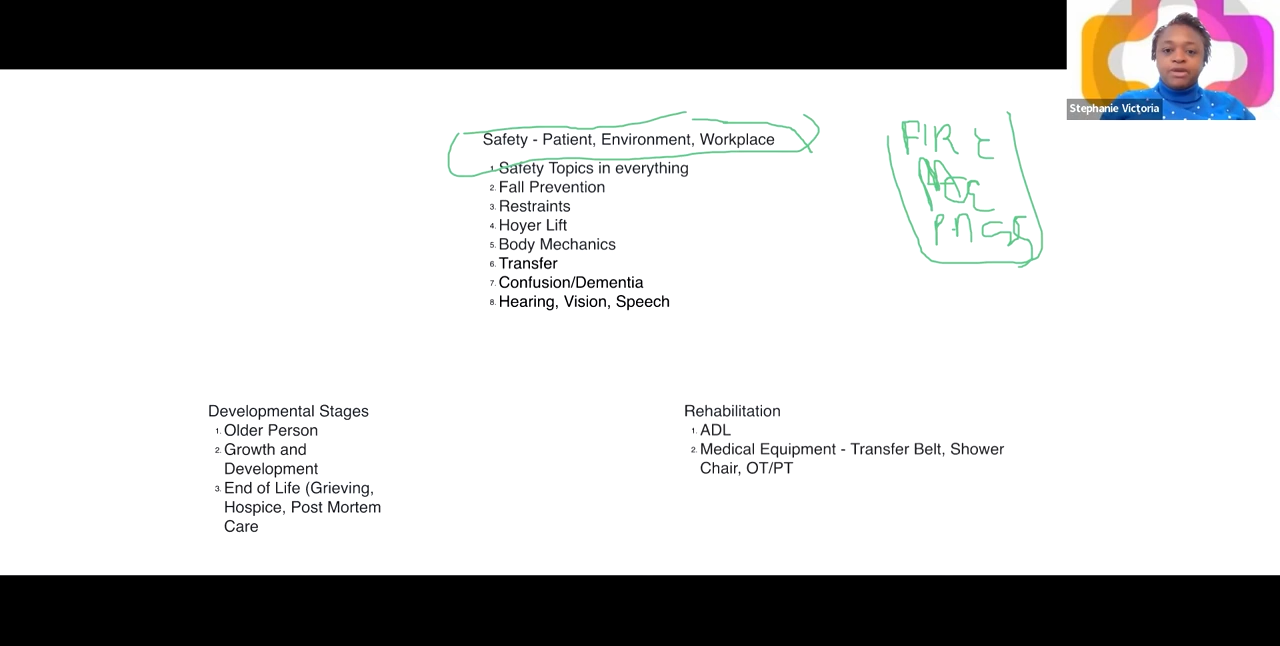 Stephanie Victoria
Safety - Patient, Environment, Workplace
1. Safety Topics in everything
2. Fall Prevention
3. Restraints
4. Hoyer Lift
5. Body Mechanics
6. Transfer
7. Confusion/Dementia
8. Hearing, Vision, Speech
FIRE
Developmental Stages
1. Older Person
2. Growth and
Development
3. End of Life (Grieving,
Hospice, Post Mortem
Care
Rehabilitation
1. ADL
2. Medical Equipment - Transfer Belt, Shower
Chair, OT/PT